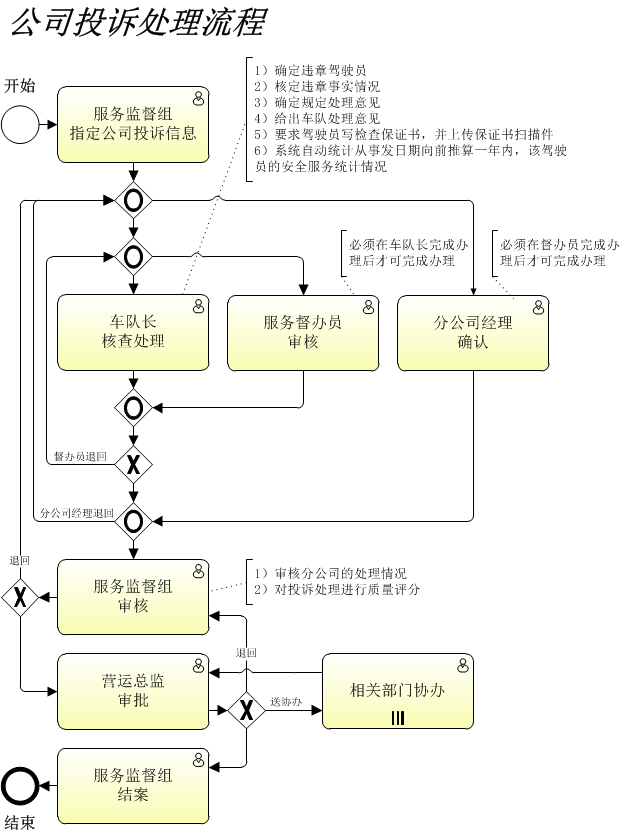 公司投诉处理流程
开始
服务监督组
指定公司投诉信息
1）确定违章驾驶员
2）核定违章事实情况
3）确定规定处理意见
4）给出车队处理意见
5）要求驾驶员写检查保证书，并上传保证书扫描件
6）系统自动统计从事发日期向前推算一年内，该驾驶
员的安全服务统计情况
必须在车队长完成办
理后才可完成办理
必须在督办员完成办
理后才可完成办理
车队长
核查处理
服务督办员
审核
分公司经理
确认
督办员退回
X
分公司经理退回
退回
X
服务监督组
审核
1）审核分公司的处理情况
2）对投诉处理进行质量评分
退回
营运总监
审批
X
送协办
相关部门协办
服务监督组
结案
结束